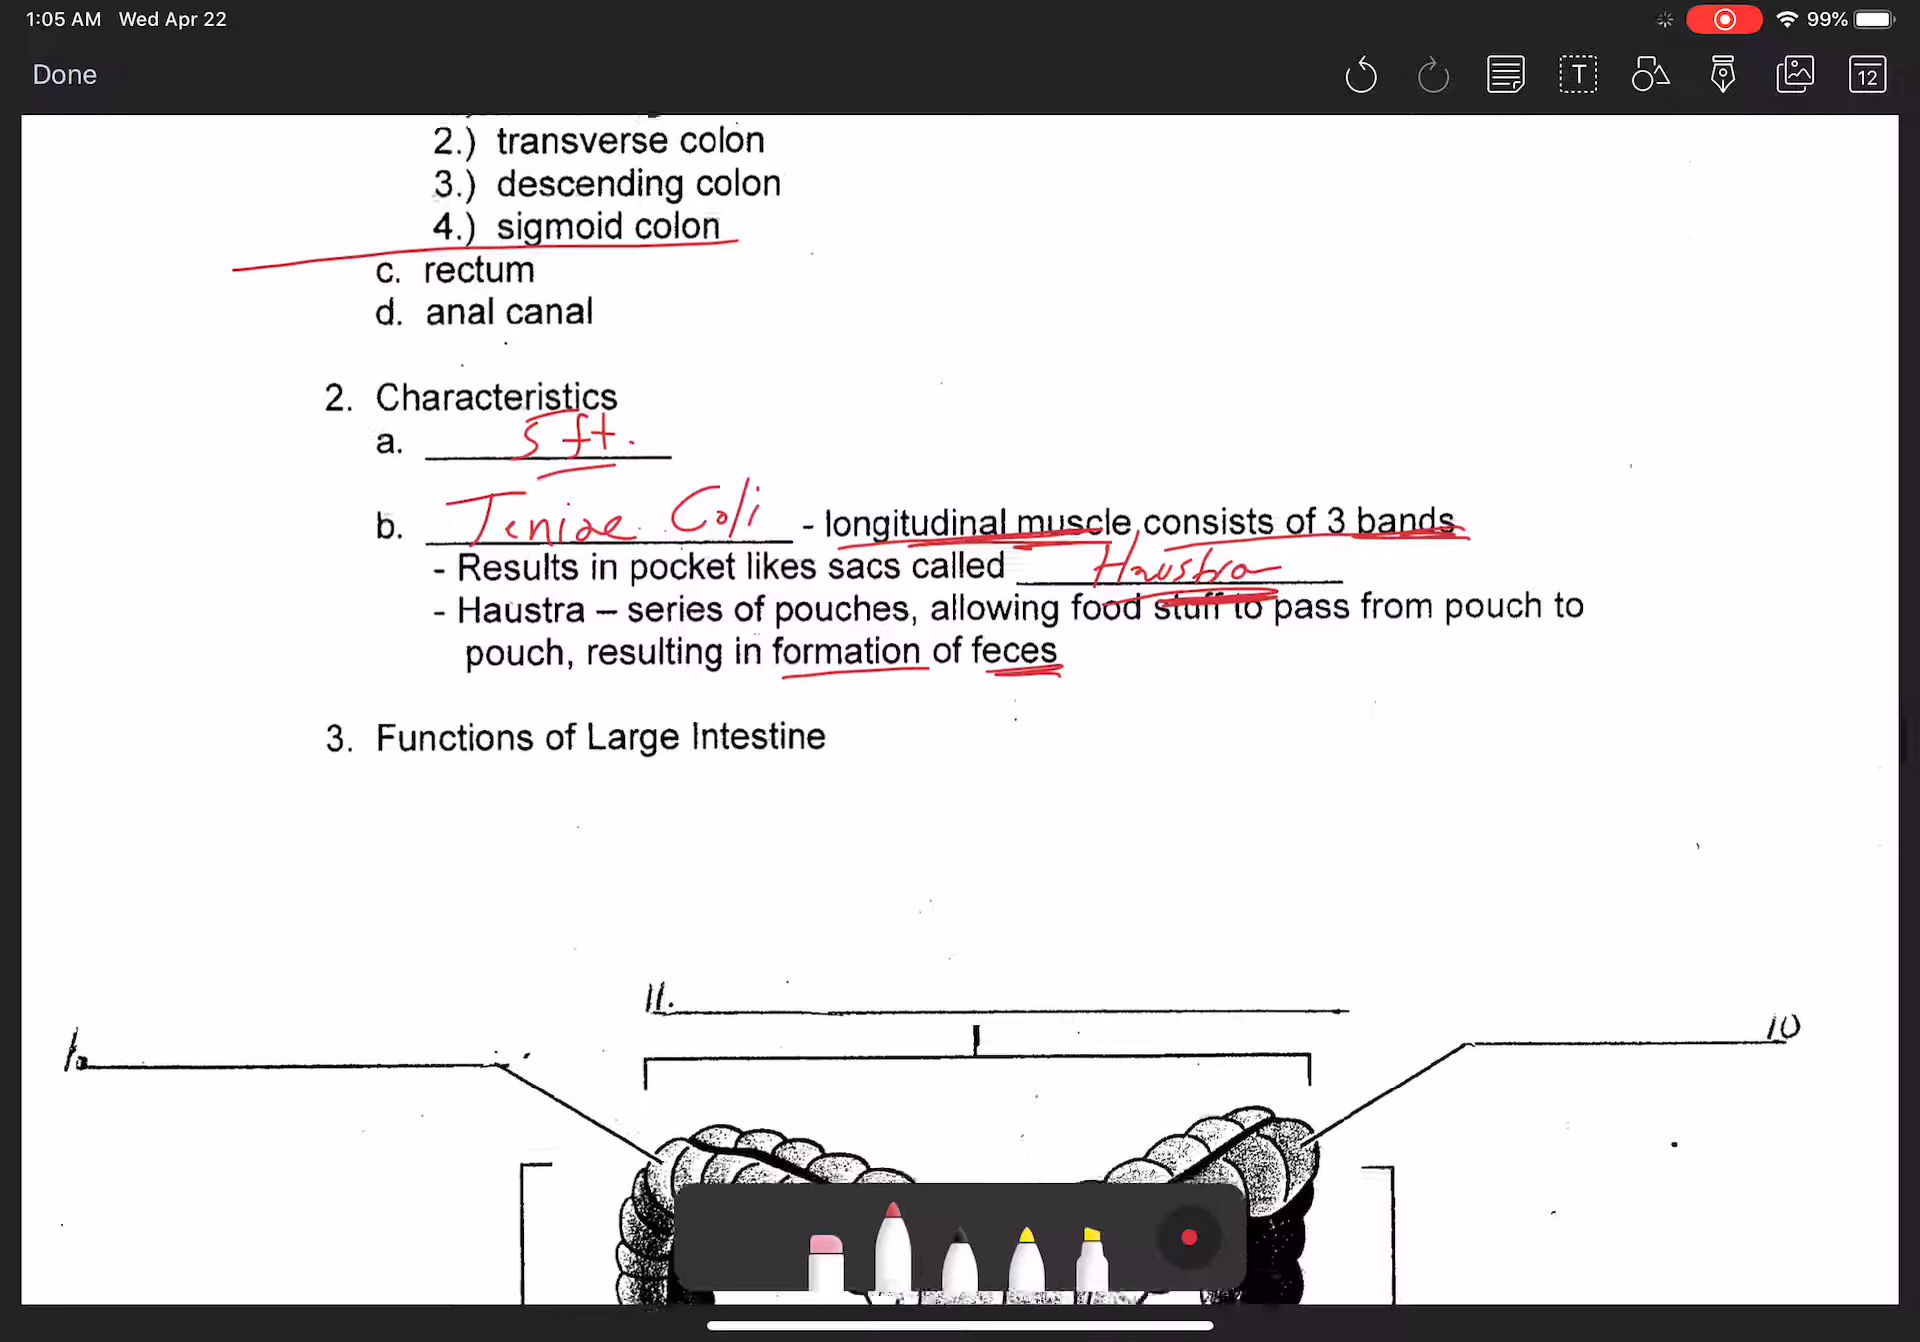 1:05 AM Wed Apr 22
99%
Done
T
12
2.) transverse colon
3.) descending colon
4.) sigmoid colon
c. rectum
d. anal canal
2. Characteristics
a. 5 ft.
b. Teniae Coli - longitudinal muscle, consists of 3 bands
- Results in pocket likes sacs called Haustra
- Haustra – series of pouches, allowing food stuff to pass from pouch to
pouch, resulting in formation of feces
3. Functions of Large Intestine
11.
1.
10